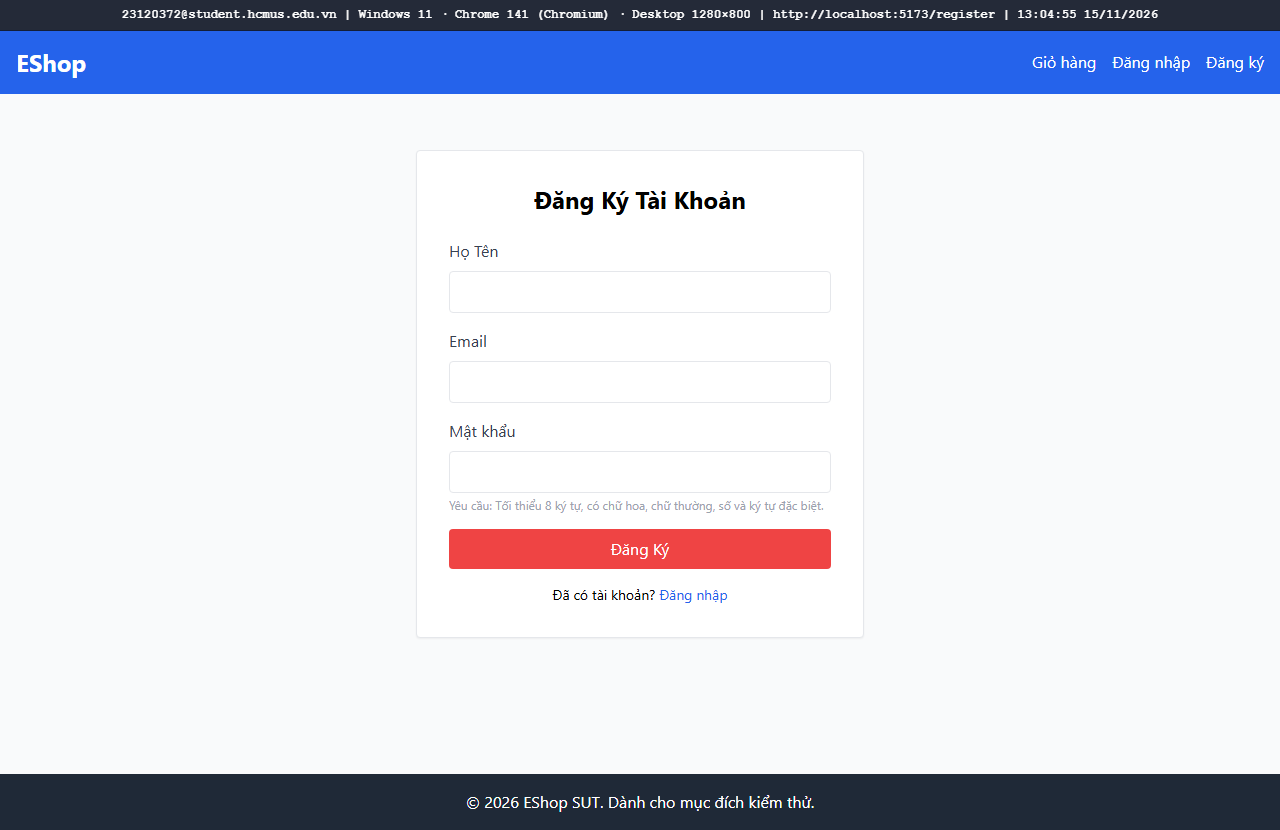 23120372@student.hcmus.edu.vn | Windows 11 · Chrome 141 (Chromium) · Desktop 1280×800 | http://localhost:5173/register | 13:04:55 15/11/2026
EShop
Giỏ hàng Đăng nhập Đăng ký
Đăng Ký Tài Khoản
Họ Tên
Email
Mật khẩu
Yêu cầu: Tối thiểu 8 ký tự, có chữ hoa, chữ thường, số và ký tự đặc biệt.
Đăng Ký
Đã có tài khoản? Đăng nhập
© 2026 EShop SUT. Dành cho mục đích kiểm thử.